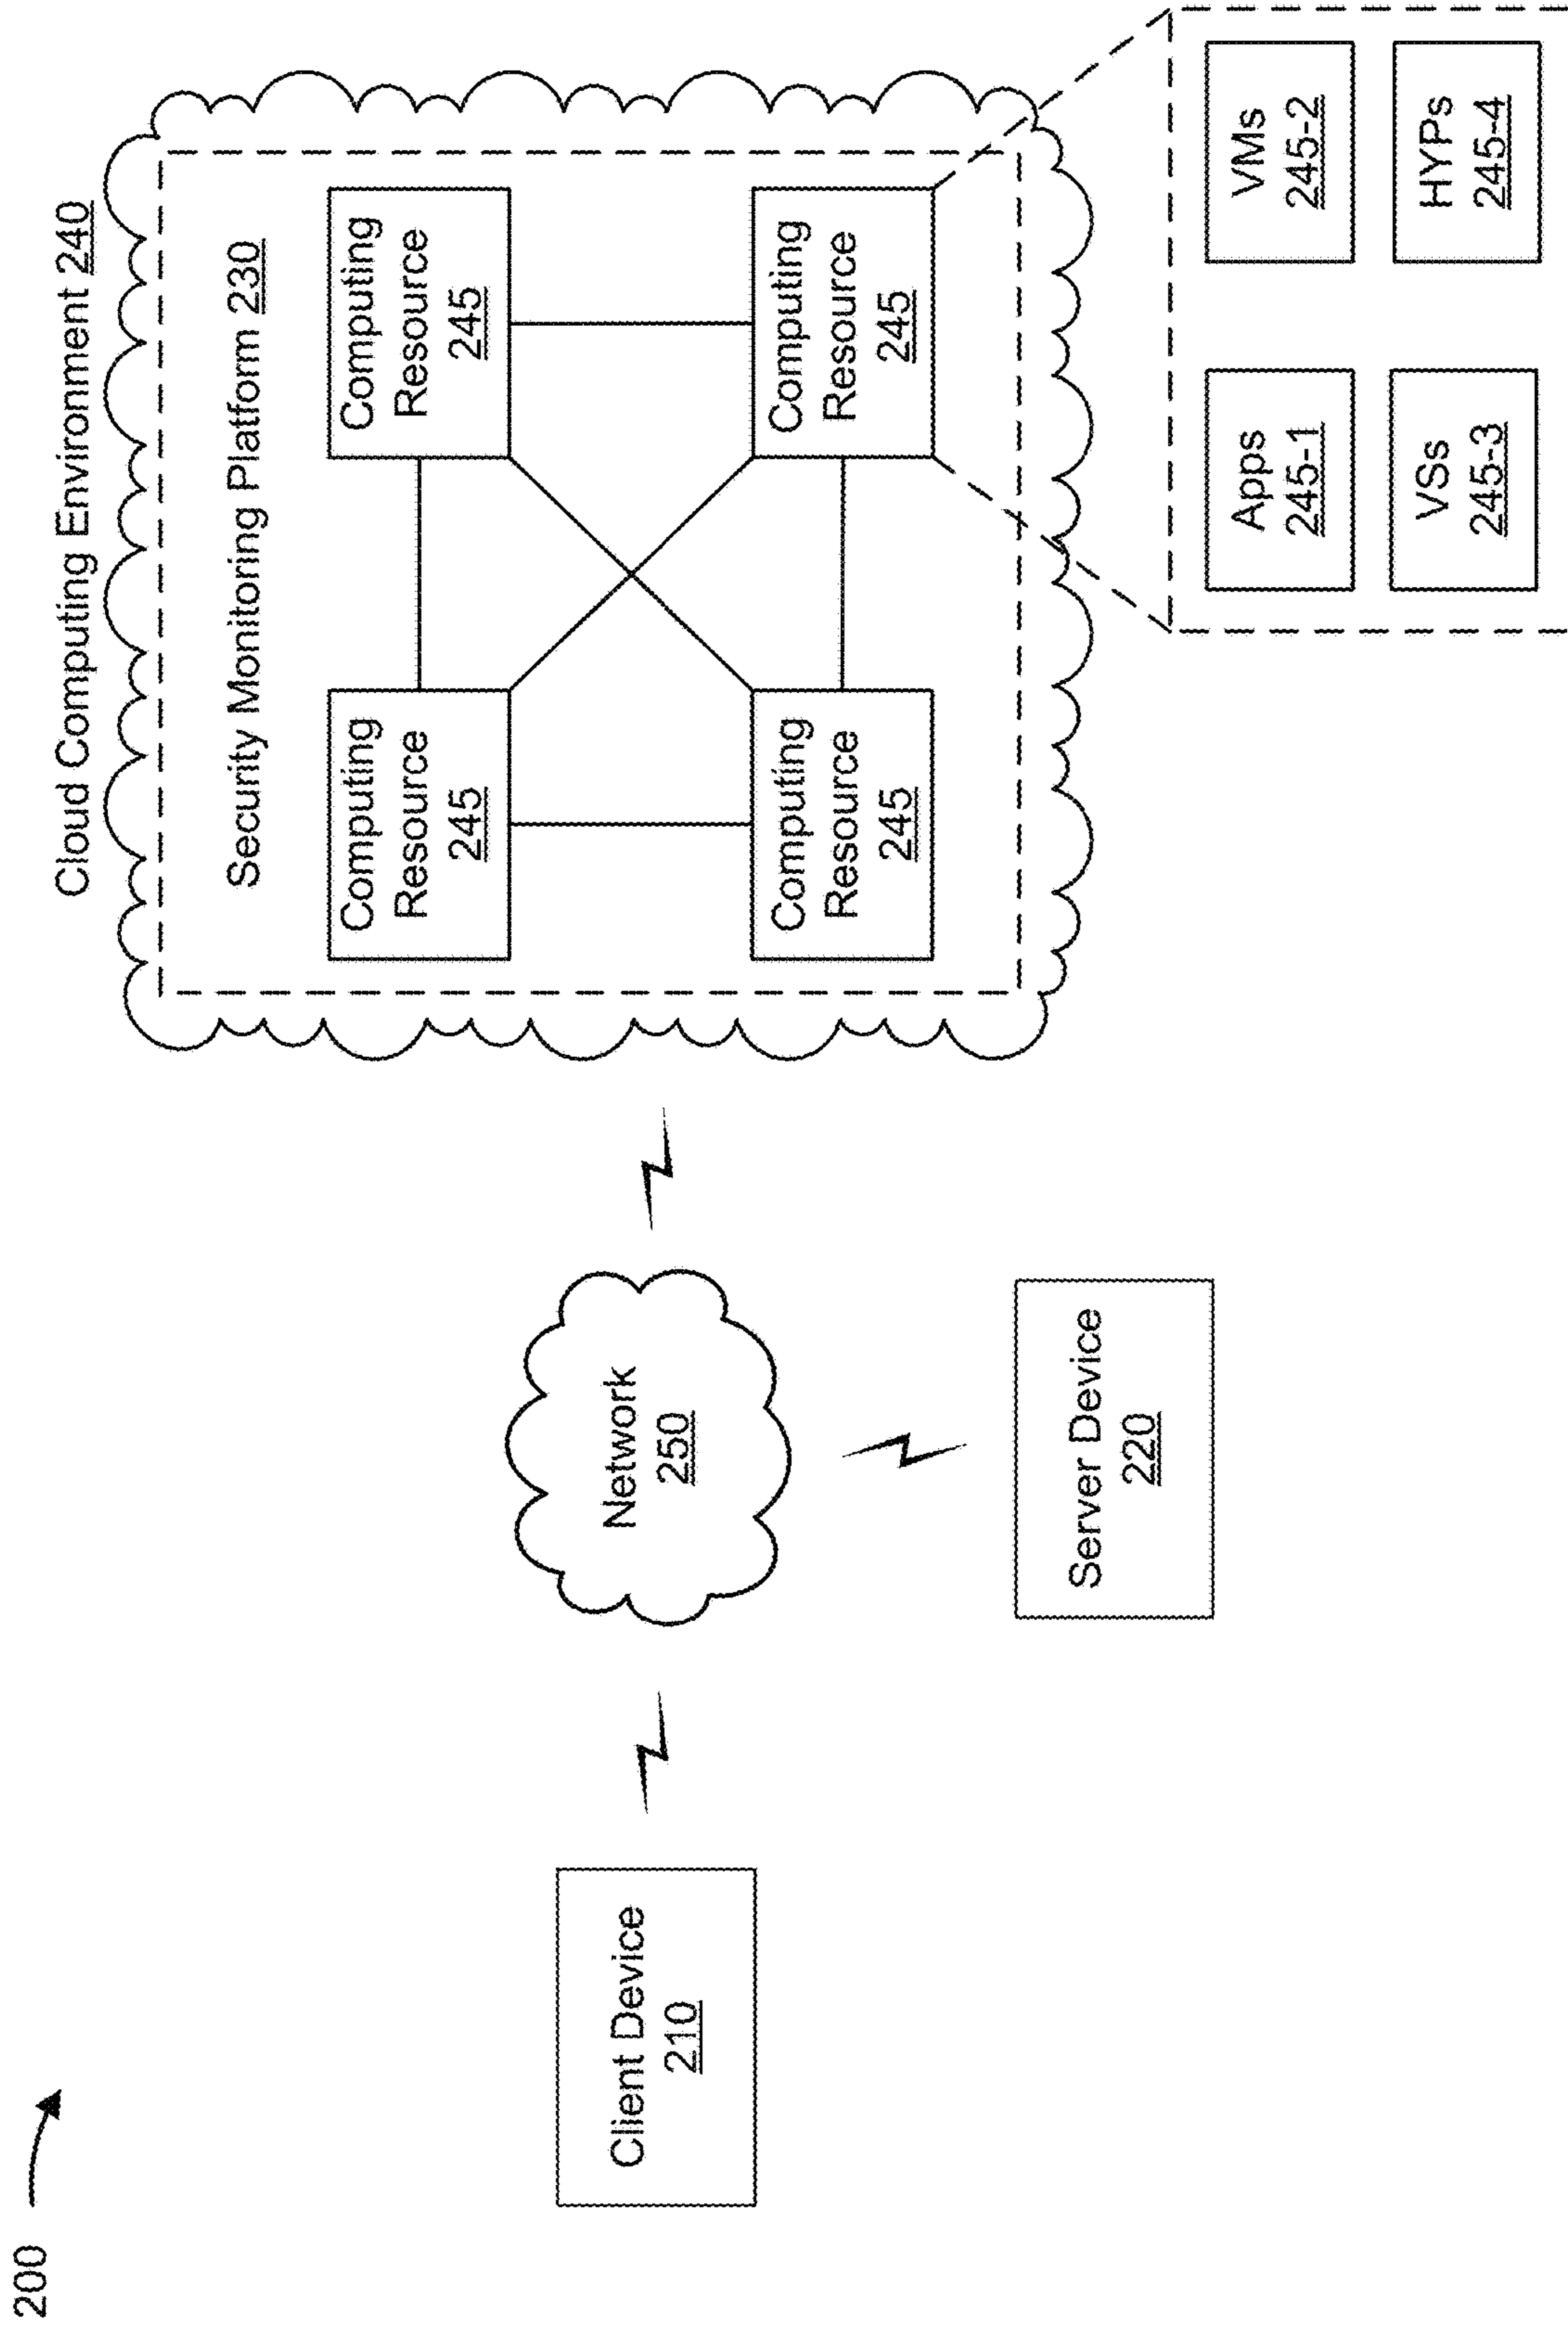 200
Cloud Computing Environment 240
Security Monitoring Platform 230
Computing
Resource
245
Computing
Resource
245
Computing
Resource
245
Computing
Resource
245
Client Device
210
Network
250
Server Device
220
Apps
245-1
VMs
245-2
VSs
245-3
HYPs
245-4